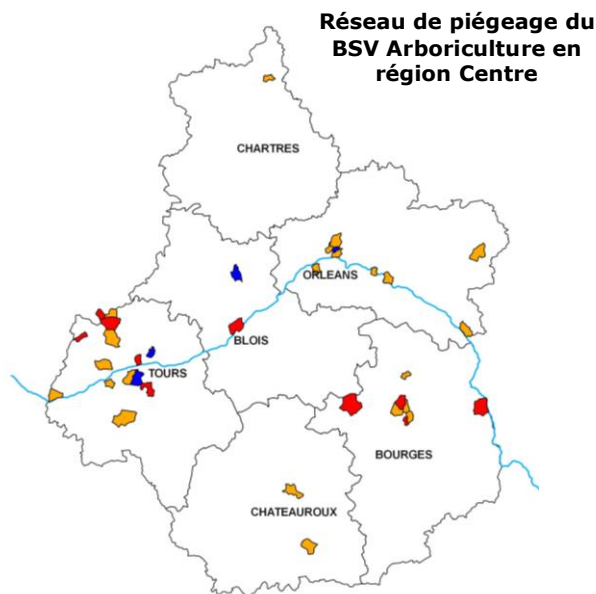 Réseau de piégeage du
BSV Arboriculture en
région Centre
CHARTRES
ORLEANS
BLOIS
TOURS
BOURGES
CHATEAUROUX